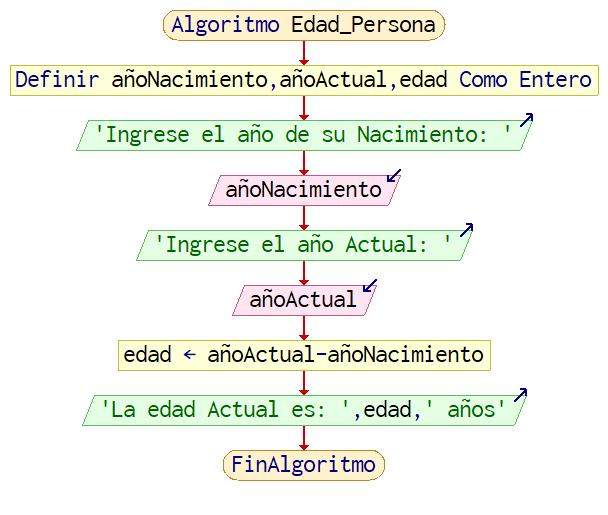 Algoritmo Edad_Persona
Definir añoNacimiento,añoActual,edad Como Entero
'Ingrese el año de su Nacimiento: '
añoNacimiento
'Ingrese el año Actual: '
añoActual
edad ← añoActual-añoNacimiento
'La edad Actual es: ',edad,' años'
FinAlgoritmo